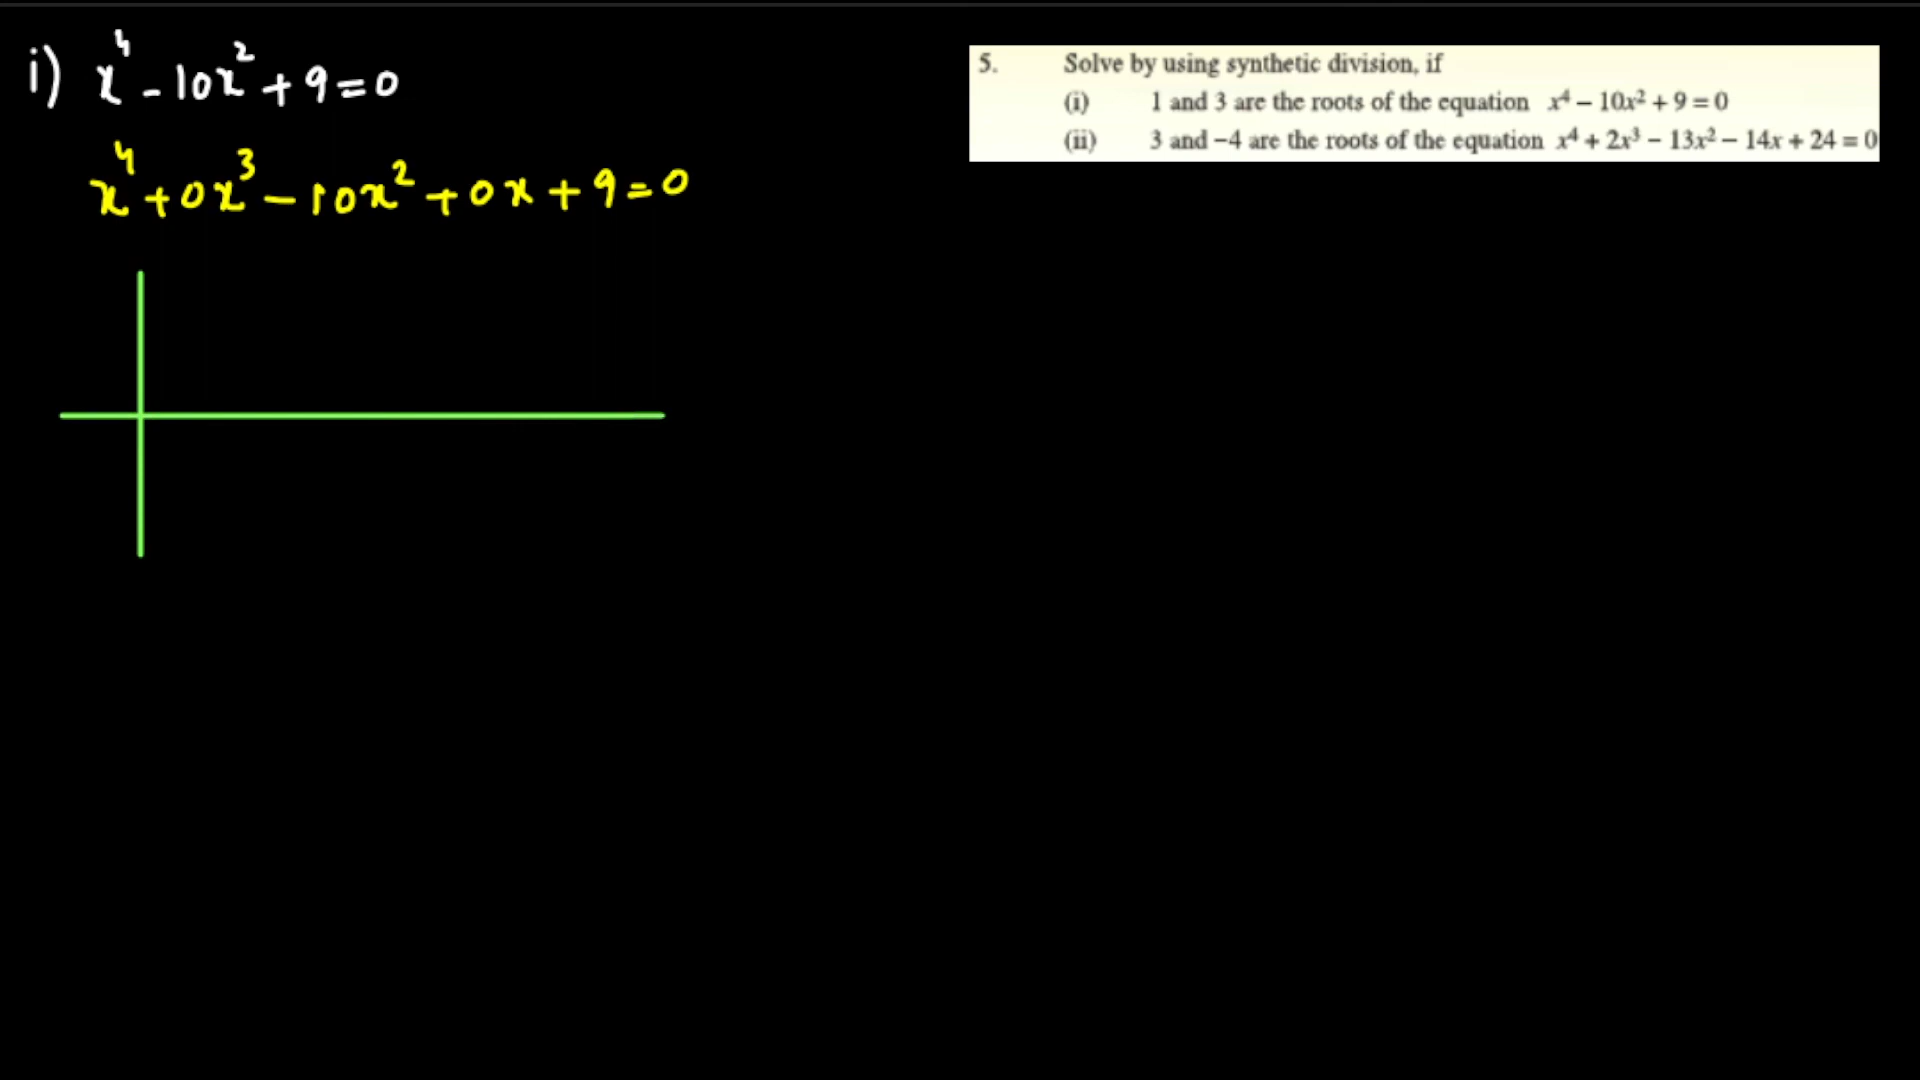 i) x⁴ - 10x² + 9 = 0
x⁴ + 0x³ - 10x² + 0x + 9 = 0
5. Solve by using synthetic division, if
(i) 1 and 3 are the roots of the equation x⁴ – 10x² + 9 = 0
(ii) 3 and –4 are the roots of the equation x⁴ + 2x³ – 13x² – 14x + 24 = 0